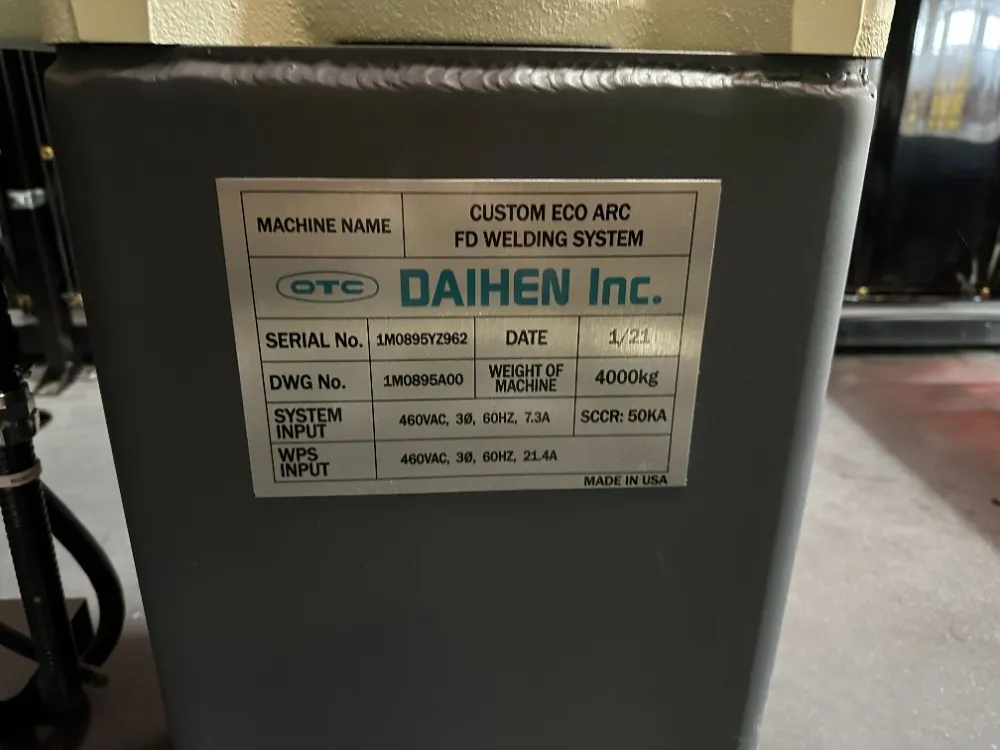 MACHINE NAME
CUSTOM ECO ARC
FD WELDING SYSTEM
OTC DAIHEN Inc.
SERIAL No. 1M0895YZ962 DATE 1/21
DWG No. 1M0895A00 WEIGHT OF MACHINE 4000kg
SYSTEM INPUT 460VAC, 3Ø, 60HZ, 7.3A SCCR: 50KA
WPS INPUT 460VAC, 3Ø, 60HZ, 21.4A
MADE IN USA